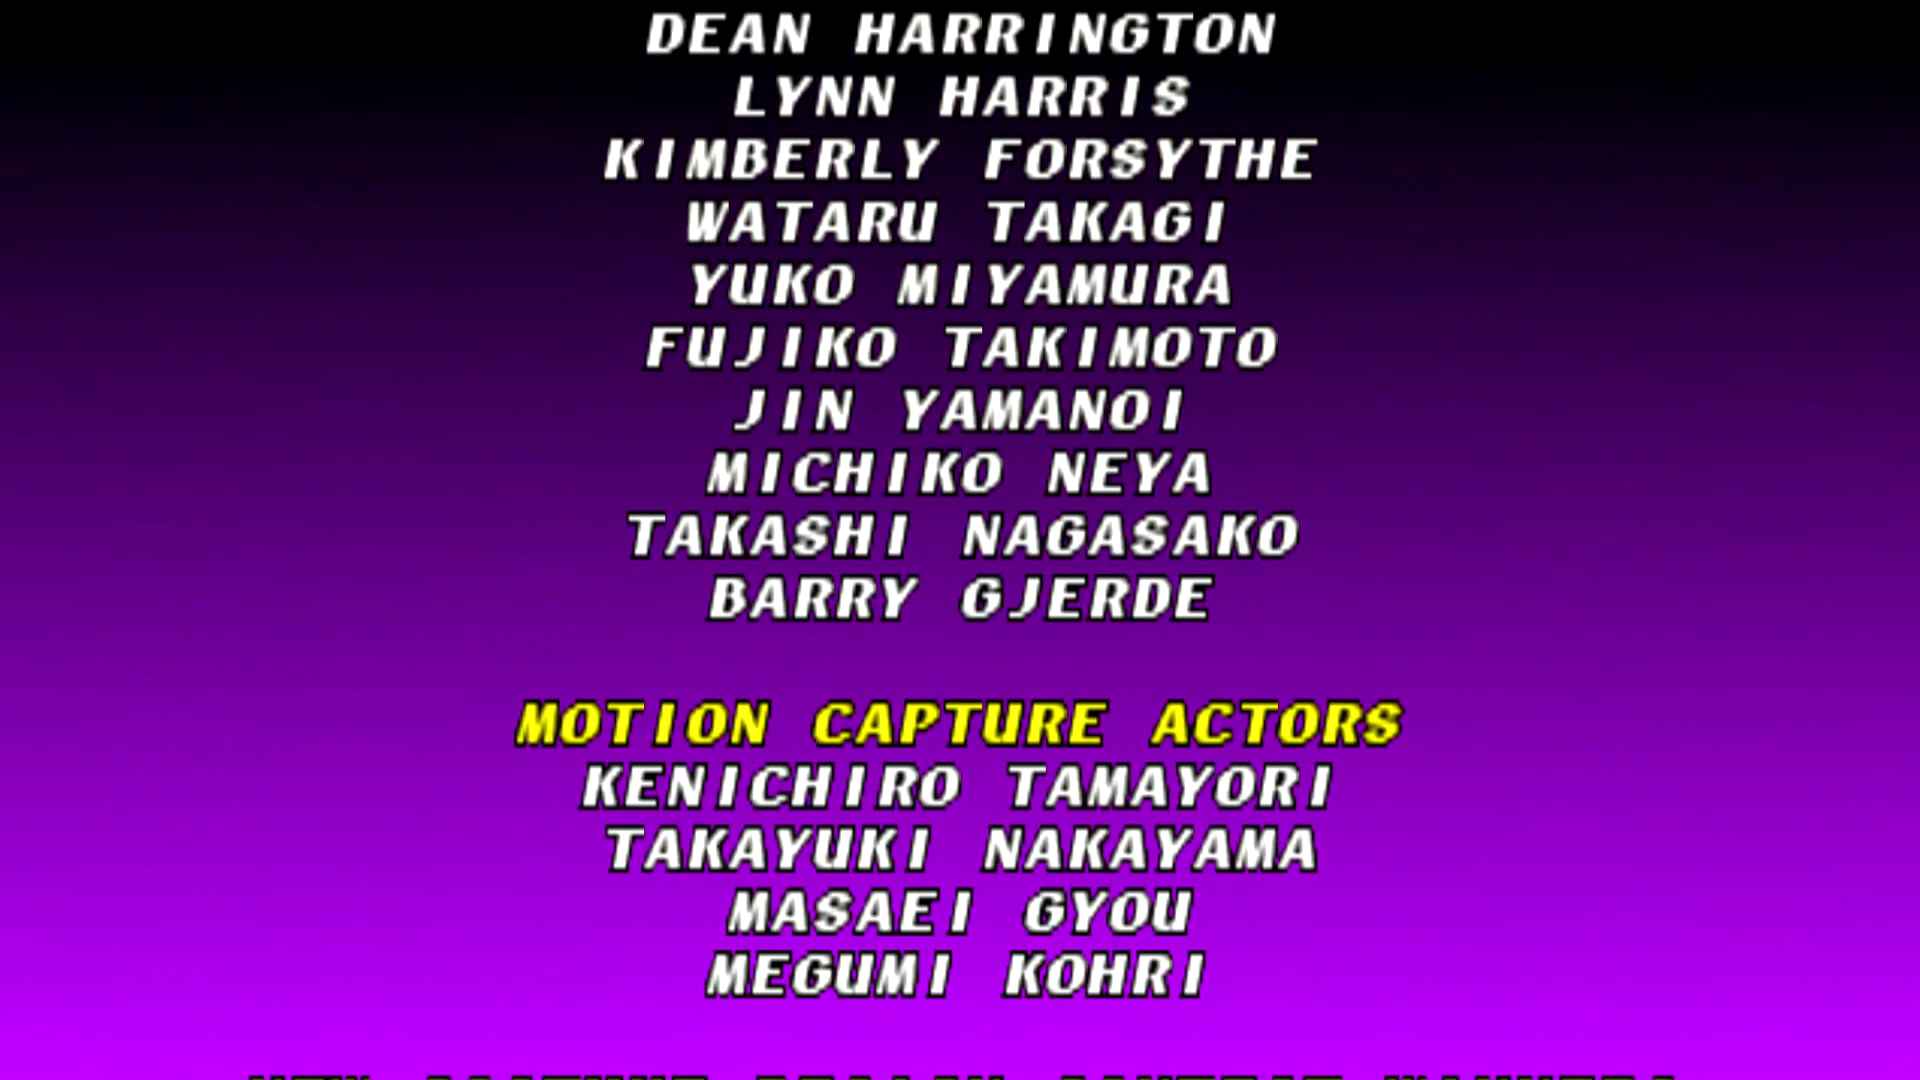 DEAN HARRINGTON
LYNN HARRIS
KIMBERLY FORSYTHE
WATARU TAKAGI
YUKO MIYAMURA
FUJIKO TAKIMOTO
JIN YAMANOI
MICHIKO NEYA
TAKASHI NAGASAKO
BARRY GJERDE
MOTION CAPTURE ACTORS
KENICHIRO TAMAYORI
TAKAYUKI NAKAYAMA
MASAEI GYOU
MEGUMI KOHRI